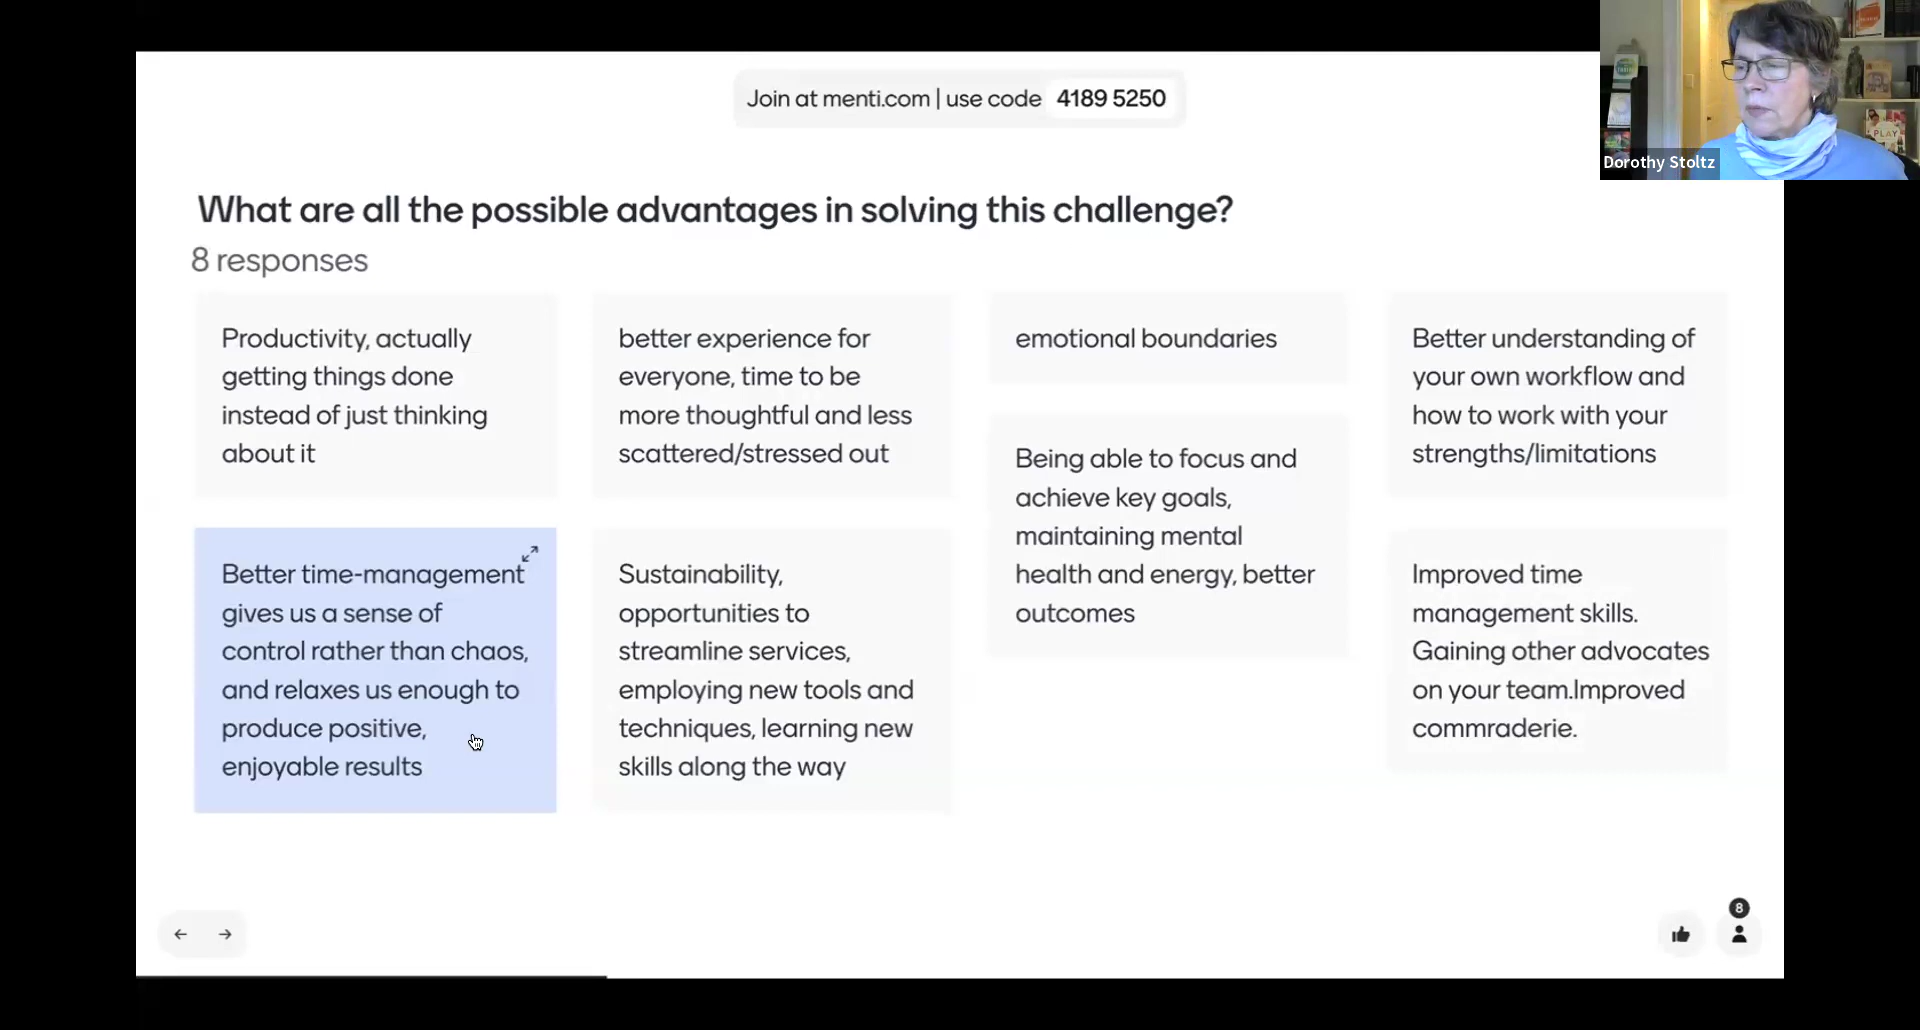 Join at menti.com | use code 4189 5250
Dorothy Stoltz
PLAY
What are all the possible advantages in solving this challenge?
8 responses
Productivity, actually
getting things done
instead of just thinking
about it
better experience for
everyone, time to be
more thoughtful and less
scattered/stressed out
emotional boundaries
Better understanding of
your own workflow and
how to work with your
strengths/limitations
Being able to focus and
achieve key goals,
maintaining mental
health and energy, better
outcomes
Better time-management
gives us a sense of
control rather than chaos,
and relaxes us enough to
produce positive,
enjoyable results
Sustainability,
opportunities to
streamline services,
employing new tools and
techniques, learning new
skills along the way
Improved time
management skills.
Gaining other advocates
on your team.Improved
commraderie.
8